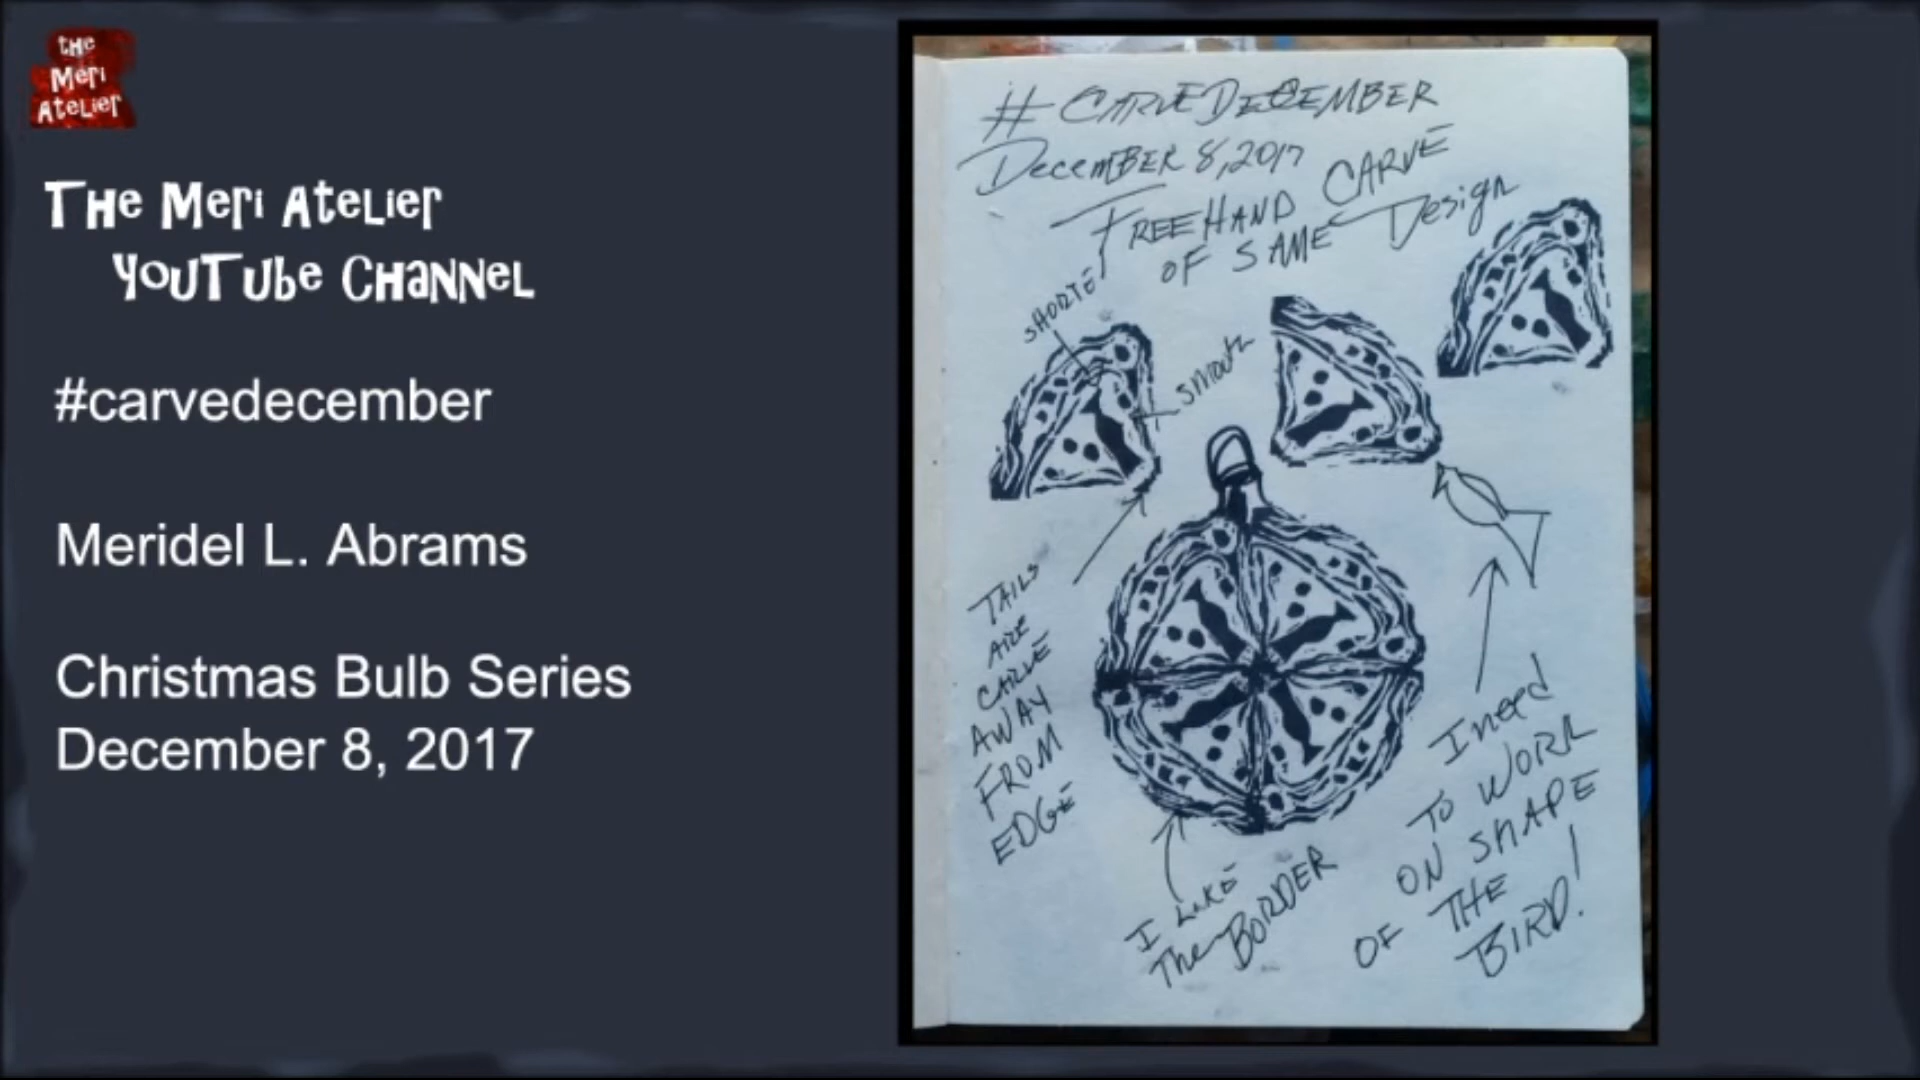 the
Meri
Atelier
The Meri Atelier
YouTube Channel
#carvedecember
Meridel L. Abrams
Christmas Bulb Series
December 8, 2017
# CARVEDECEMBER
DecemBER 8, 2017
FREEHAND CARVE
OF SAME Design
SHORTE
SMOOTH
TAILS
ARE
CARVE
AWAY
FROM
EDGE
I LIKE
The BORDER
I need
TO WORK
ON SHAPE
OF THE
BIRD!